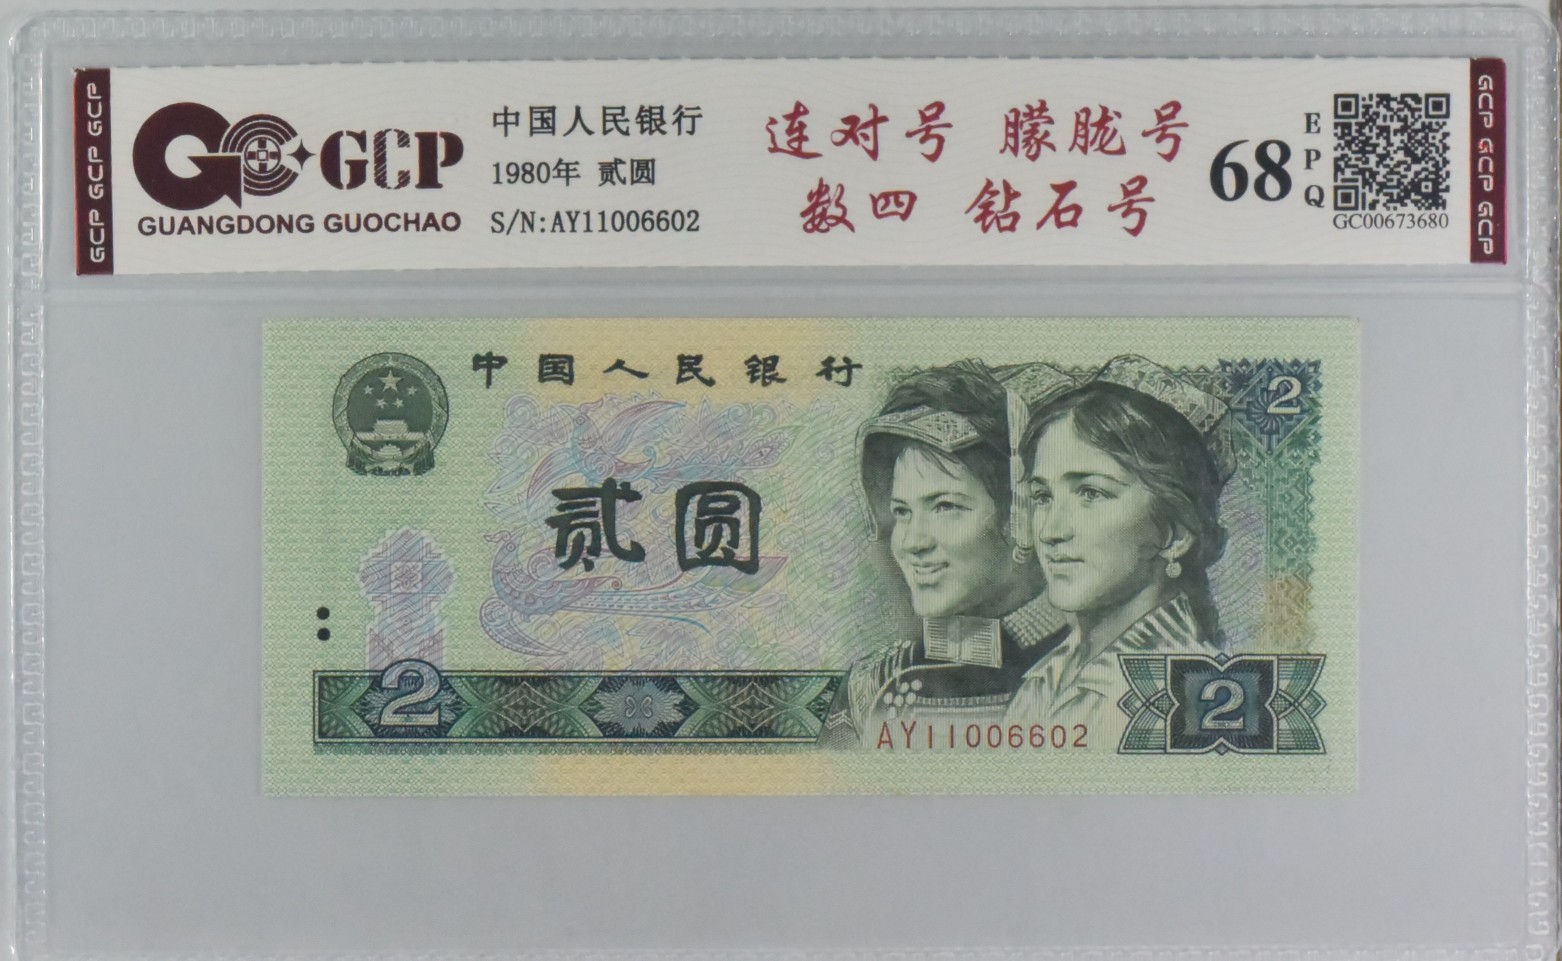 GCP GCP GCP
GCP
GUANGDONG GUOCHAO
中国人民银行
1980年 贰圆
S/N:AY11006602
连对号 朦胧号
数四 钻石号
68
EPQ
GC00673680
GCP GCP GCP
中国人民银行
2
贰圆
2
AY11006602
2